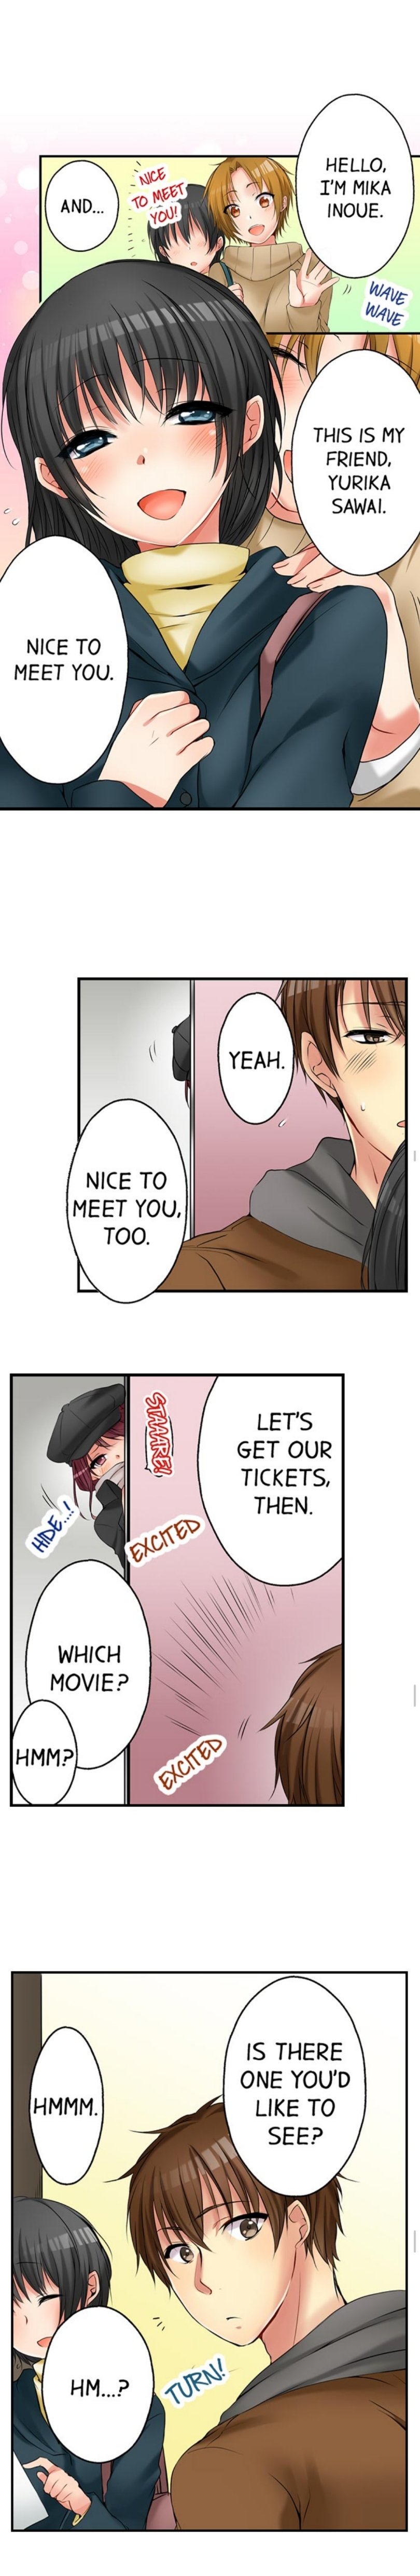 HELLO,
I'M MIKA
INOUE.
NICE
TO MEET
YOU!
AND...
WAVE
WAVE
THIS IS MY
FRIEND,
YURIKA
SAWAI.
NICE TO
MEET YOU.
YEAH.
NICE TO
MEET YOU,
TOO.
LET'S
GET OUR
TICKETS,
THEN.
STAAARE!
HIDE...!
EXCITED
WHICH
MOVIE?
HMM?
EXCITED
IS THERE
ONE YOU'D
LIKE TO
SEE?
HMMM.
HM...?
TURN!